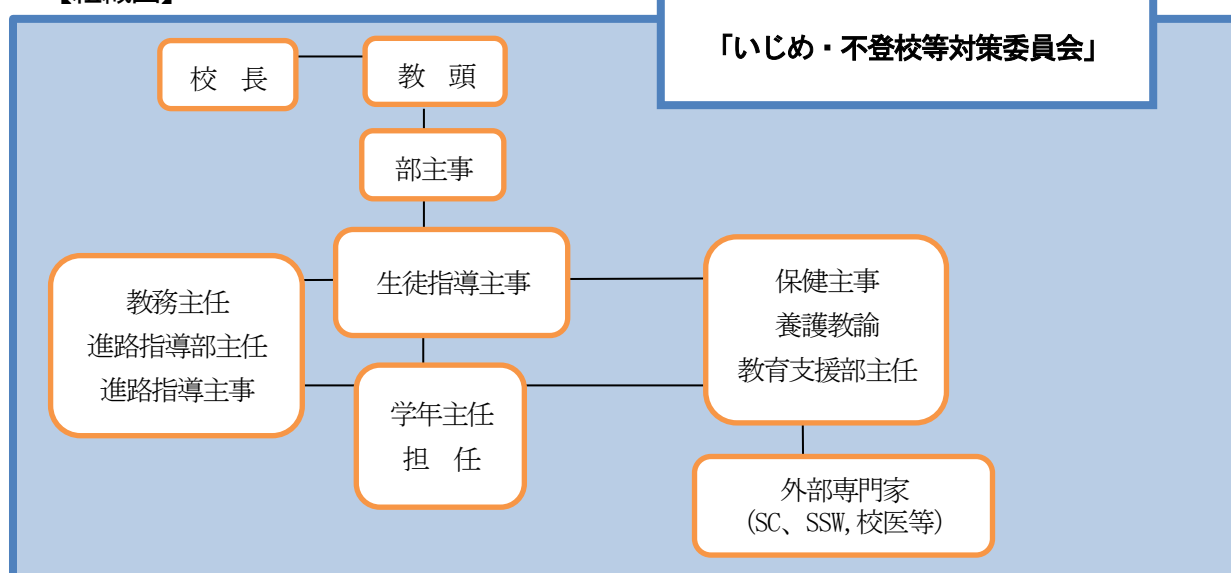 「いじめ・不登校等対策委員会」
校　長
教　頭
部主事
生徒指導主事
教務主任
進路指導部主任
進路指導主事
保健主事
養護教諭
教育支援部主任
学年主任
担　任
外部専門家
(SC、SSW,校医等)